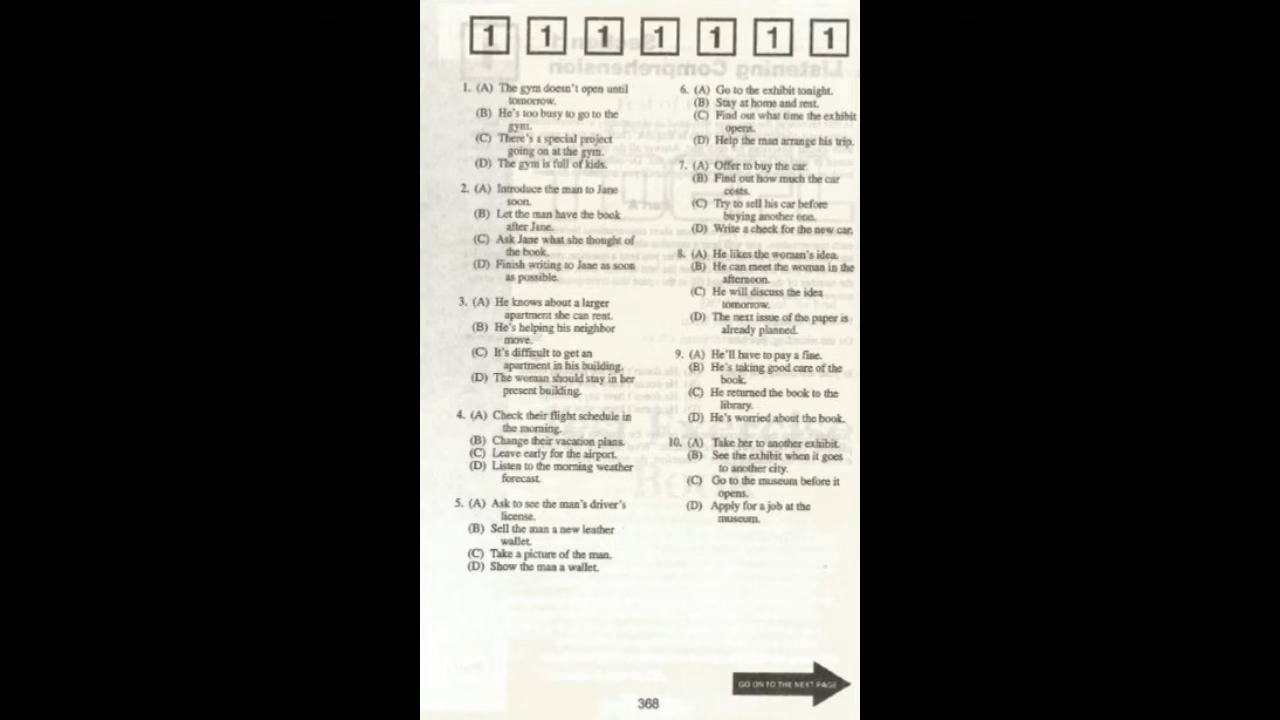 1 1 1 1 1 1 1
1. (A) The gym doesn't open until
tomorrow.
(B) He's too busy to go to the
gym.
(C) There's a special project
going on at the gym.
(D) The gym is full of kids.
2. (A) Introduce the man to Jane
soon.
(B) Let the man have the book
after Jane.
(C) Ask Jane what she thought of
the book.
(D) Finish writing to Jane as soon
as possible.
3. (A) He knows about a larger
apartment she can rent.
(B) He's helping his neighbor
move.
(C) It's difficult to get an
apartment in his building.
(D) The woman should stay in her
present building.
4. (A) Check their flight schedule in
the morning.
(B) Change their vacation plans.
(C) Leave early for the airport.
(D) Listen to the morning weather
forecast.
5. (A) Ask to see the man's driver's
license.
(B) Sell the man a new leather
wallet.
(C) Take a picture of the man.
(D) Show the man a wallet.
6. (A) Go to the exhibit tonight.
(B) Stay at home and rest.
(C) Find out what time the exhibit
opens.
(D) Help the man arrange his trip.
7. (A) Offer to buy the car.
(B) Find out how much the car
costs.
(C) Try to sell his car before
buying another one.
(D) Write a check for the new car.
8. (A) He likes the woman's idea.
(B) He can meet the woman in the
afternoon.
(C) He will discuss the idea
tomorrow.
(D) The next issue of the paper is
already planned.
9. (A) He'll have to pay a fine.
(B) He's taking good care of the
book.
(C) He returned the book to the
library.
(D) He's worried about the book.
10. (A) Take her to another exhibit.
(B) See the exhibit when it goes
to another city.
(C) Go to the museum before it
opens.
(D) Apply for a job at the
museum.
GO ON TO THE NEXT PAGE
368